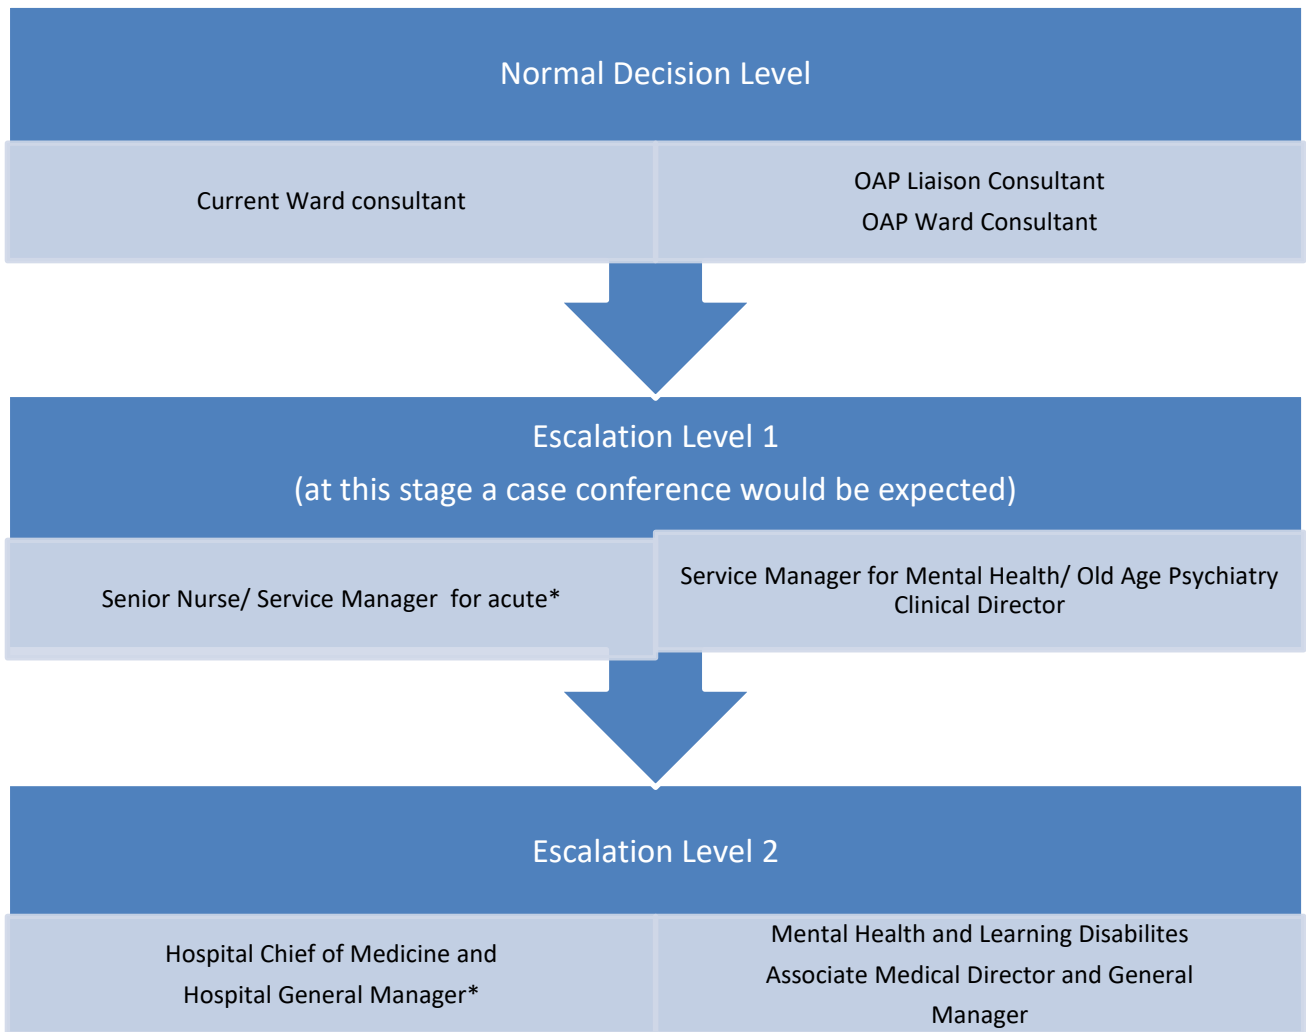 Normal Decision Level
Current Ward consultant
OAP Liaison Consultant
OAP Ward Consultant
Escalation Level 1
(at this stage a case conference would be expected)
Senior Nurse/ Service Manager  for acute*
Service Manager for Mental Health/ Old Age Psychiatry
Clinical Director
Escalation Level 2
Hospital Chief of Medicine and
Hospital General Manager*
Mental Health and Learning Disabilites
Associate Medical Director and General
Manager